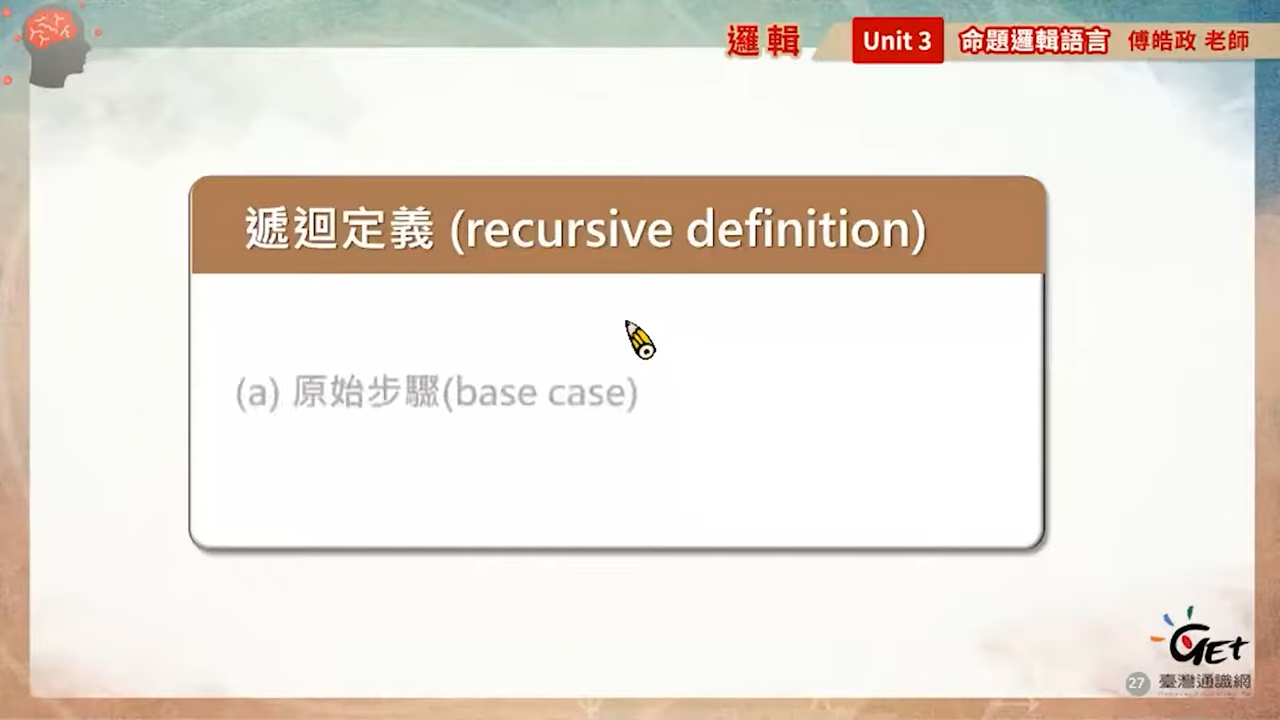 邏輯 Unit 3 命題邏輯語言 傅皓政 老師
遞迴定義 (recursive definition)
(a) 原始步驟(base case)
GET
27 臺灣通識網